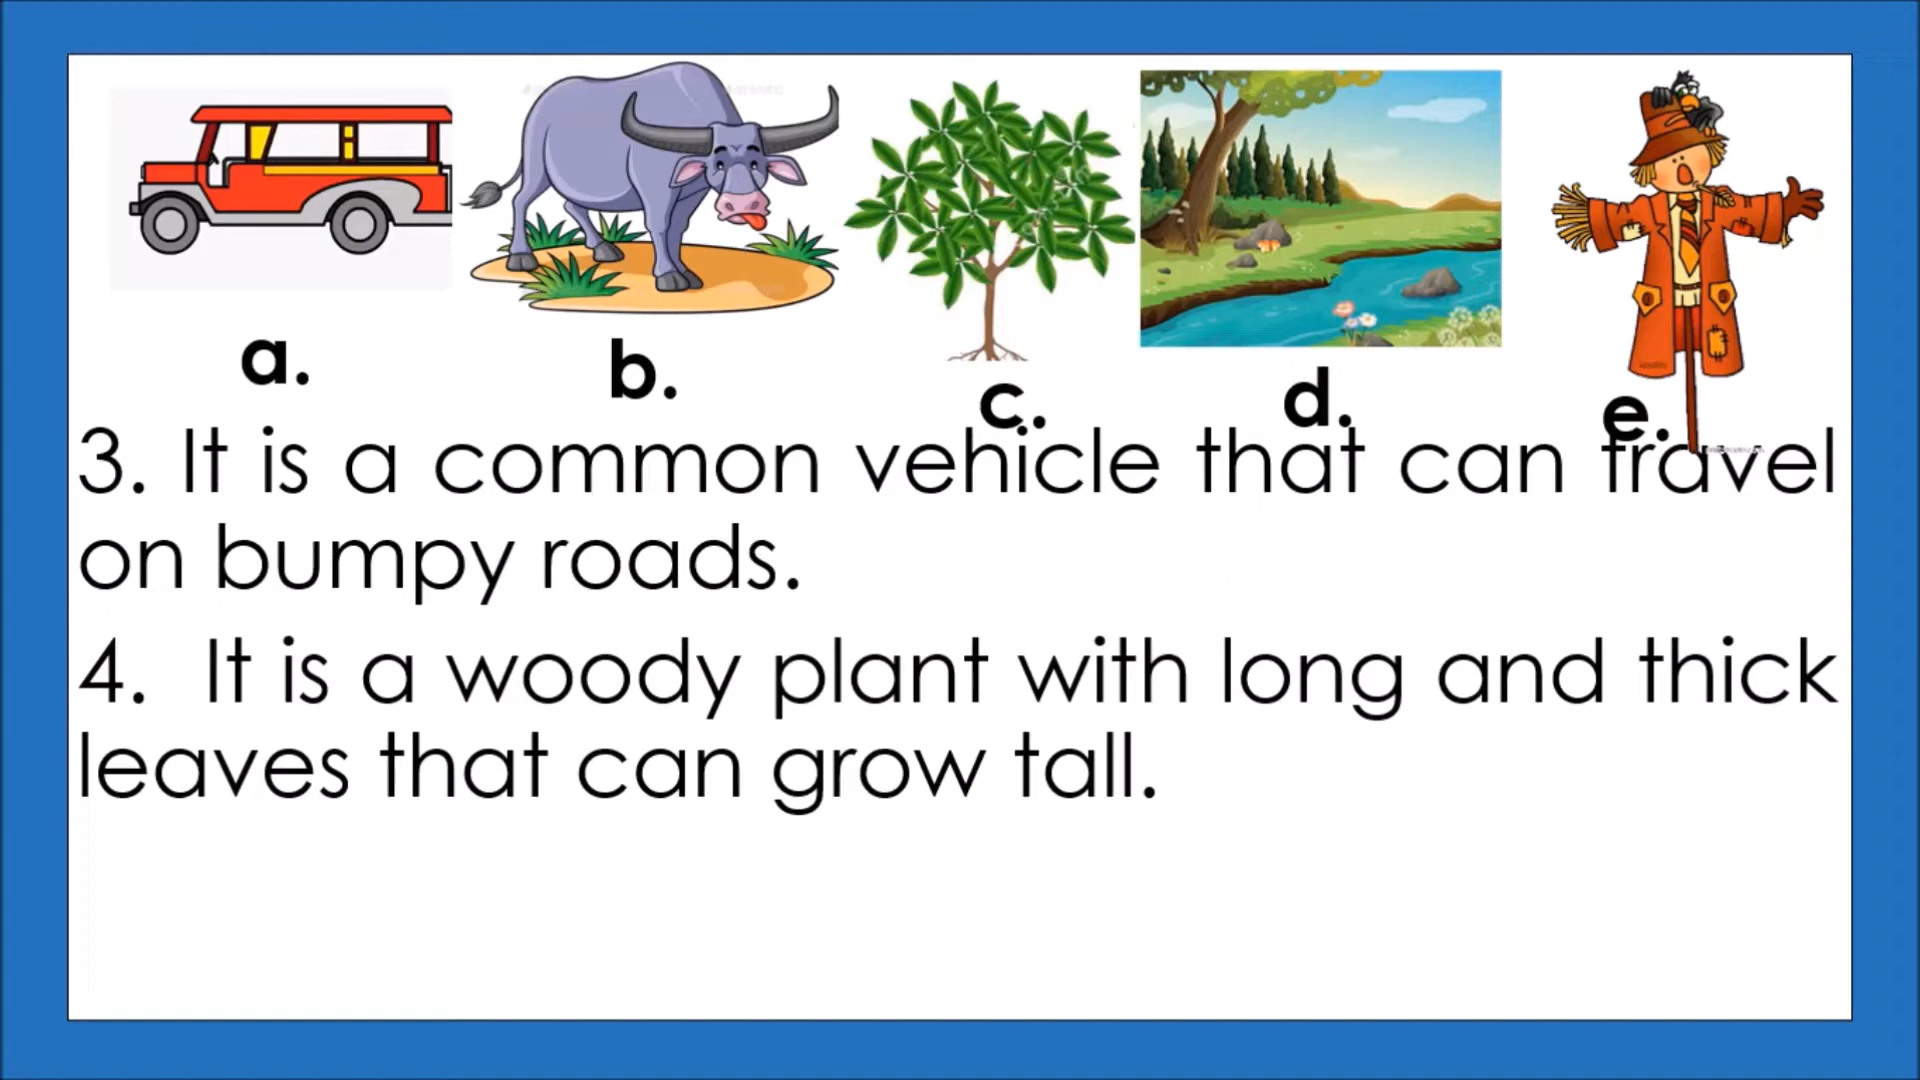 a.
b.
c.
d.
e.
3. It is a common vehicle that can travel
on bumpy roads.
4. It is a woody plant with long and thick
leaves that can grow tall.